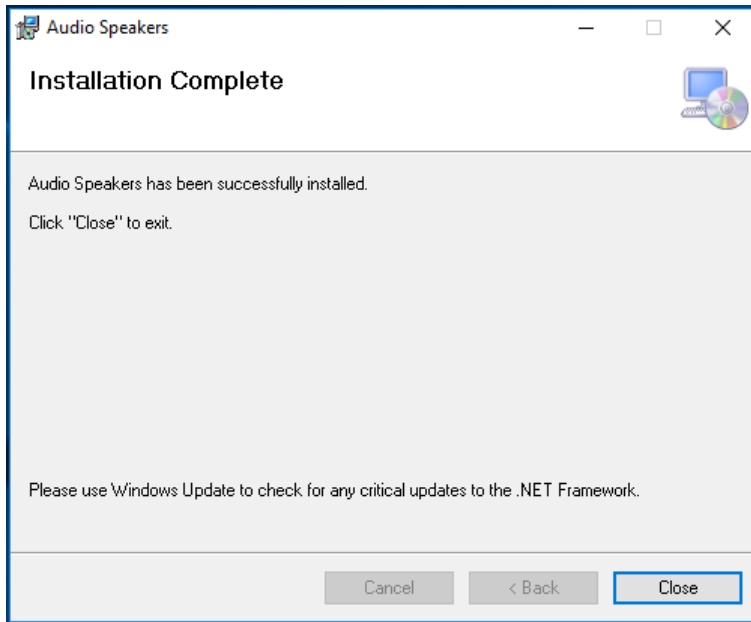 Audio Speakers
Installation Complete
Audio Speakers has been successfully installed.
Click "Close" to exit.
Please use Windows Update to check for any critical updates to the .NET Framework.
Cancel
< Back
Close